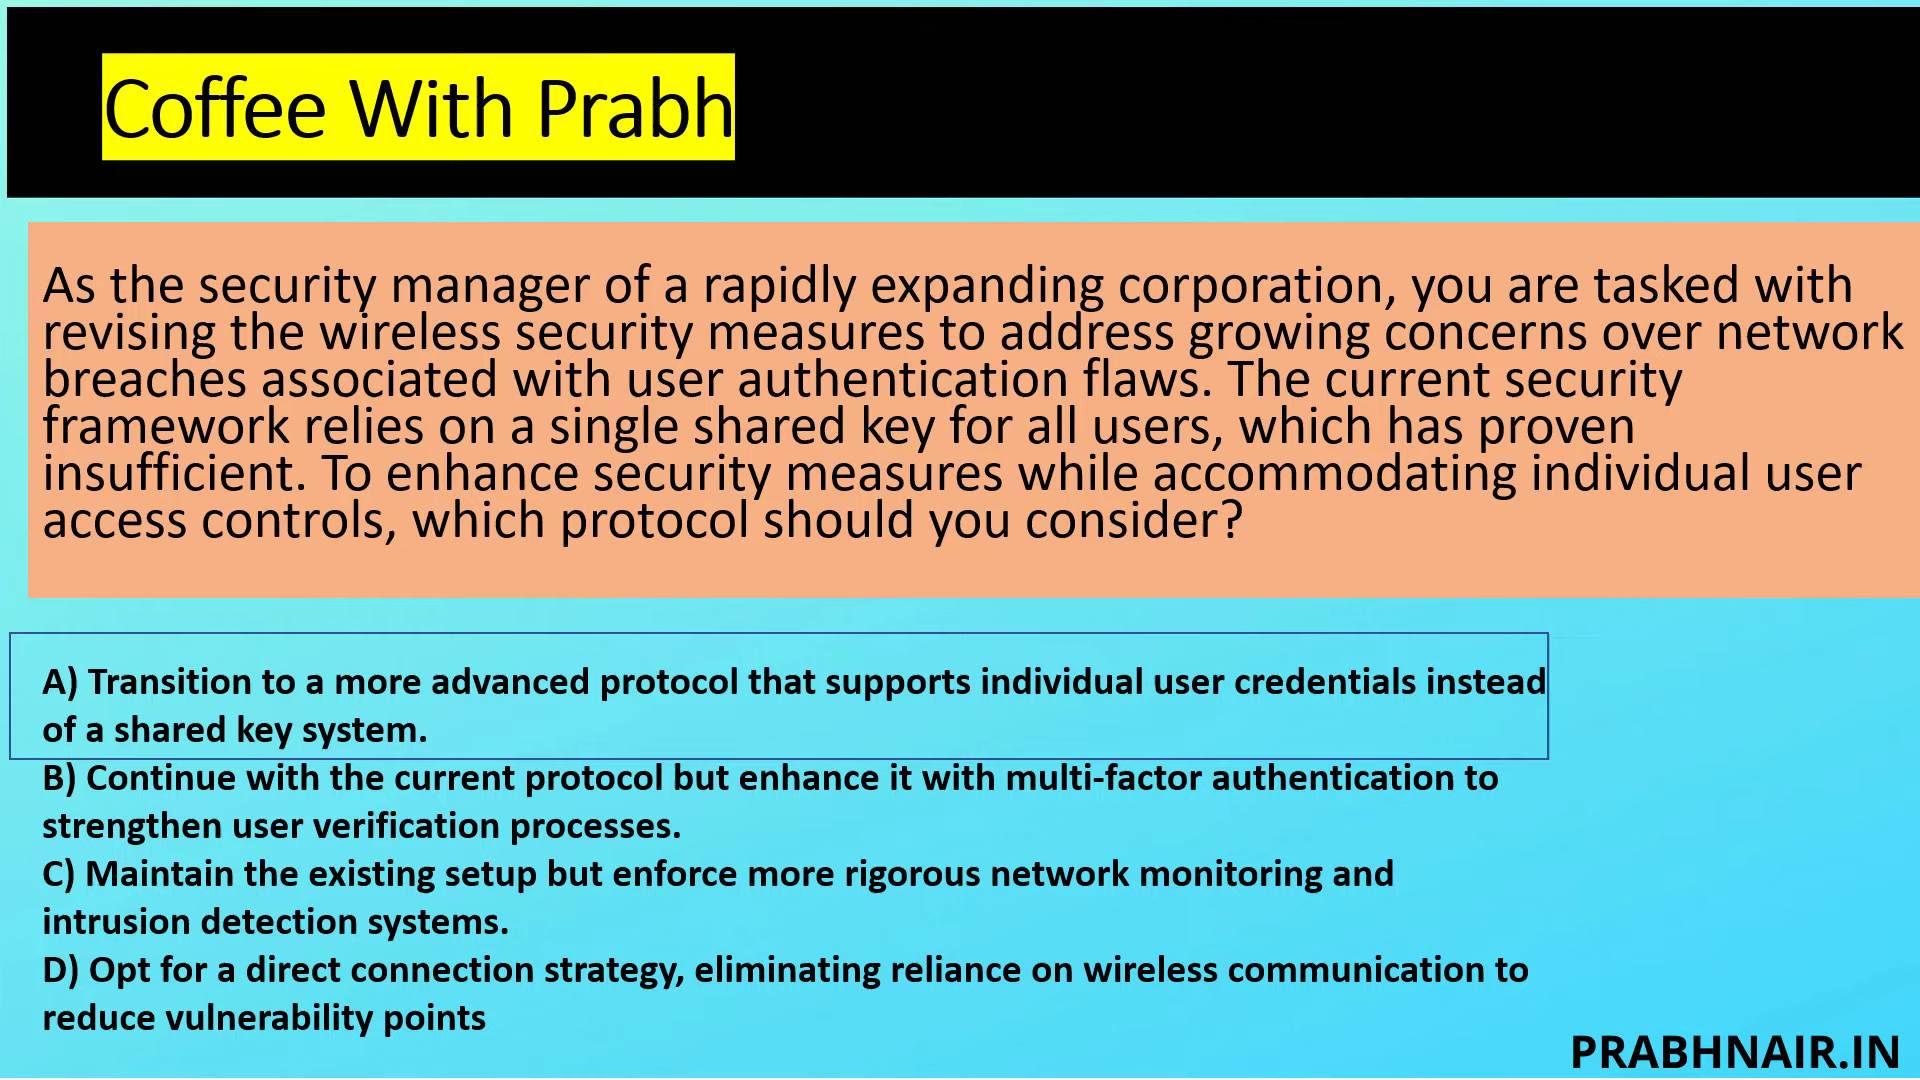 Coffee With Prabh
As the security manager of a rapidly expanding corporation, you are tasked with
revising the wireless security measures to address growing concerns over network
breaches associated with user authentication flaws. The current security
framework relies on a single shared key for all users, which has proven
insufficient. To enhance security measures while accommodating individual user
access controls, which protocol should you consider?
A) Transition to a more advanced protocol that supports individual user credentials instead
of a shared key system.
B) Continue with the current protocol but enhance it with multi-factor authentication to
strengthen user verification processes.
C) Maintain the existing setup but enforce more rigorous network monitoring and
intrusion detection systems.
D) Opt for a direct connection strategy, eliminating reliance on wireless communication to
reduce vulnerability points
PRABHNAIR.IN